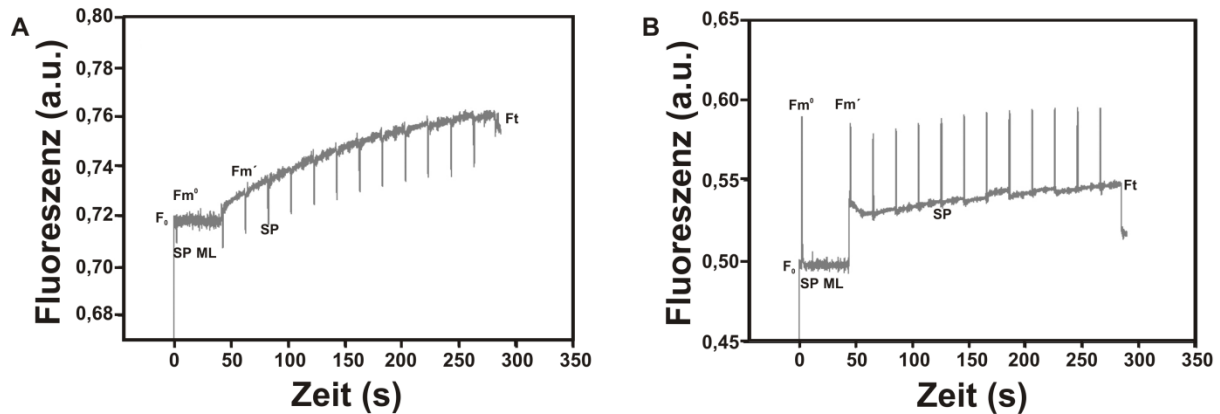 A
Fluoreszenz (a.u.)
0,80
0,78
0,76
0,74
0,72
0,70
0,68
Fm⁰
F₀
SP ML
Fm´
SP
Ft
0 50 100 150 200 250 300 350
Zeit (s)
B
Fluoreszenz (a.u.)
0,65
0,60
0,55
0,50
0,45
Fm⁰
Fm´
F₀
SP ML
SP
Ft
0 50 100 150 200 250 300 350
Zeit (s)